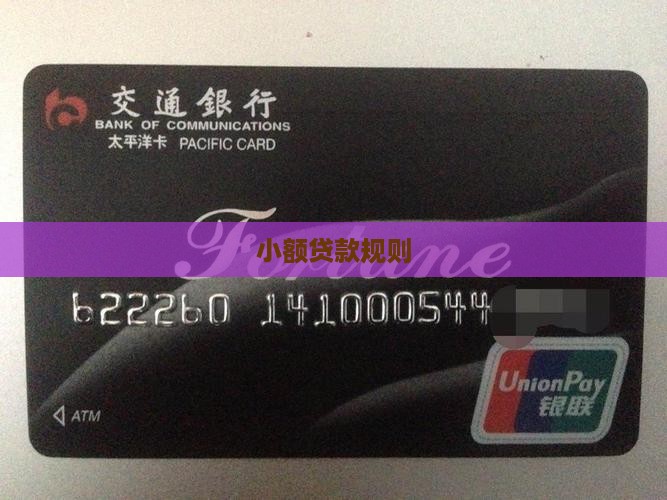 交通銀行
BANK OF COMMUNICATIONS
太平洋卡 PACIFIC CARD
Fortune
小额贷款规则
622260 141000544
UnionPay
银联
ATM